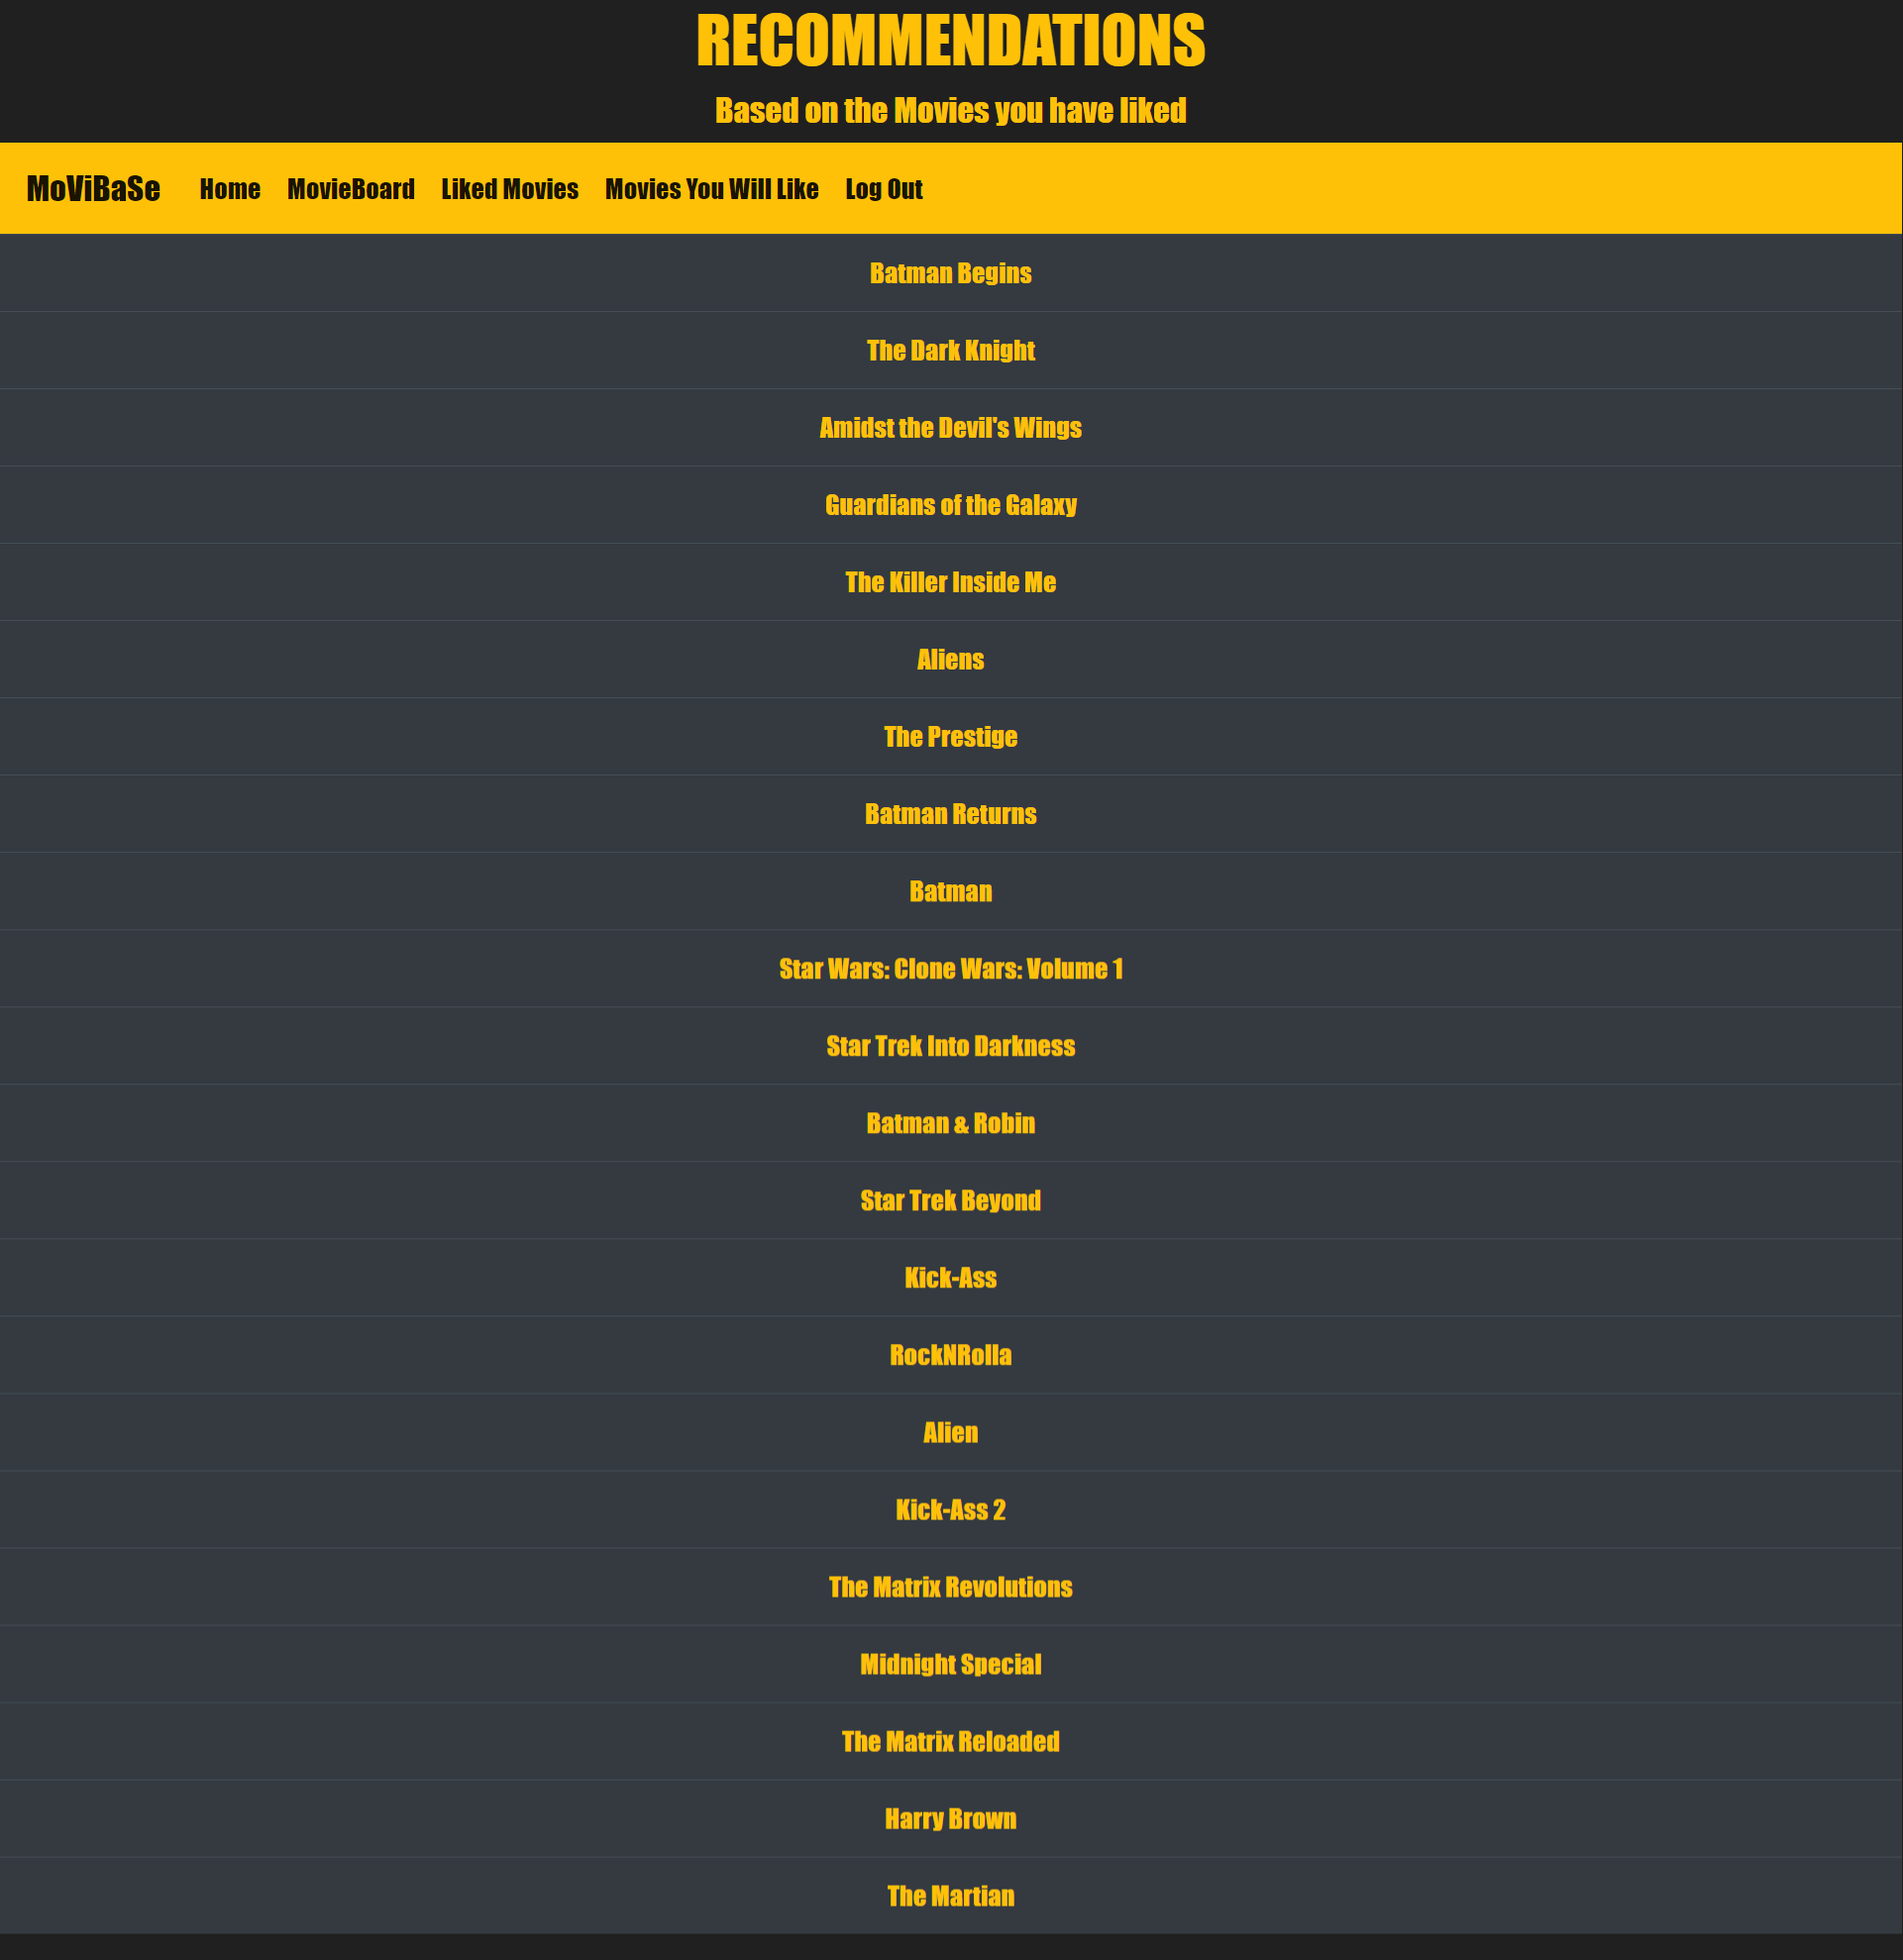 RECOMMENDATIONS
Based on the Movies you have liked
MoViBaSe Home MovieBoard Liked Movies Movies You Will Like Log Out
Batman Begins
The Dark Knight
Amidst the Devil's Wings
Guardians of the Galaxy
The Killer Inside Me
Aliens
The Prestige
Batman Returns
Batman
Star Wars: Clone Wars: Volume 1
Star Trek Into Darkness
Batman & Robin
Star Trek Beyond
Kick-Ass
RockNRolla
Alien
Kick-Ass 2
The Matrix Revolutions
Midnight Special
The Matrix Reloaded
Harry Brown
The Martian